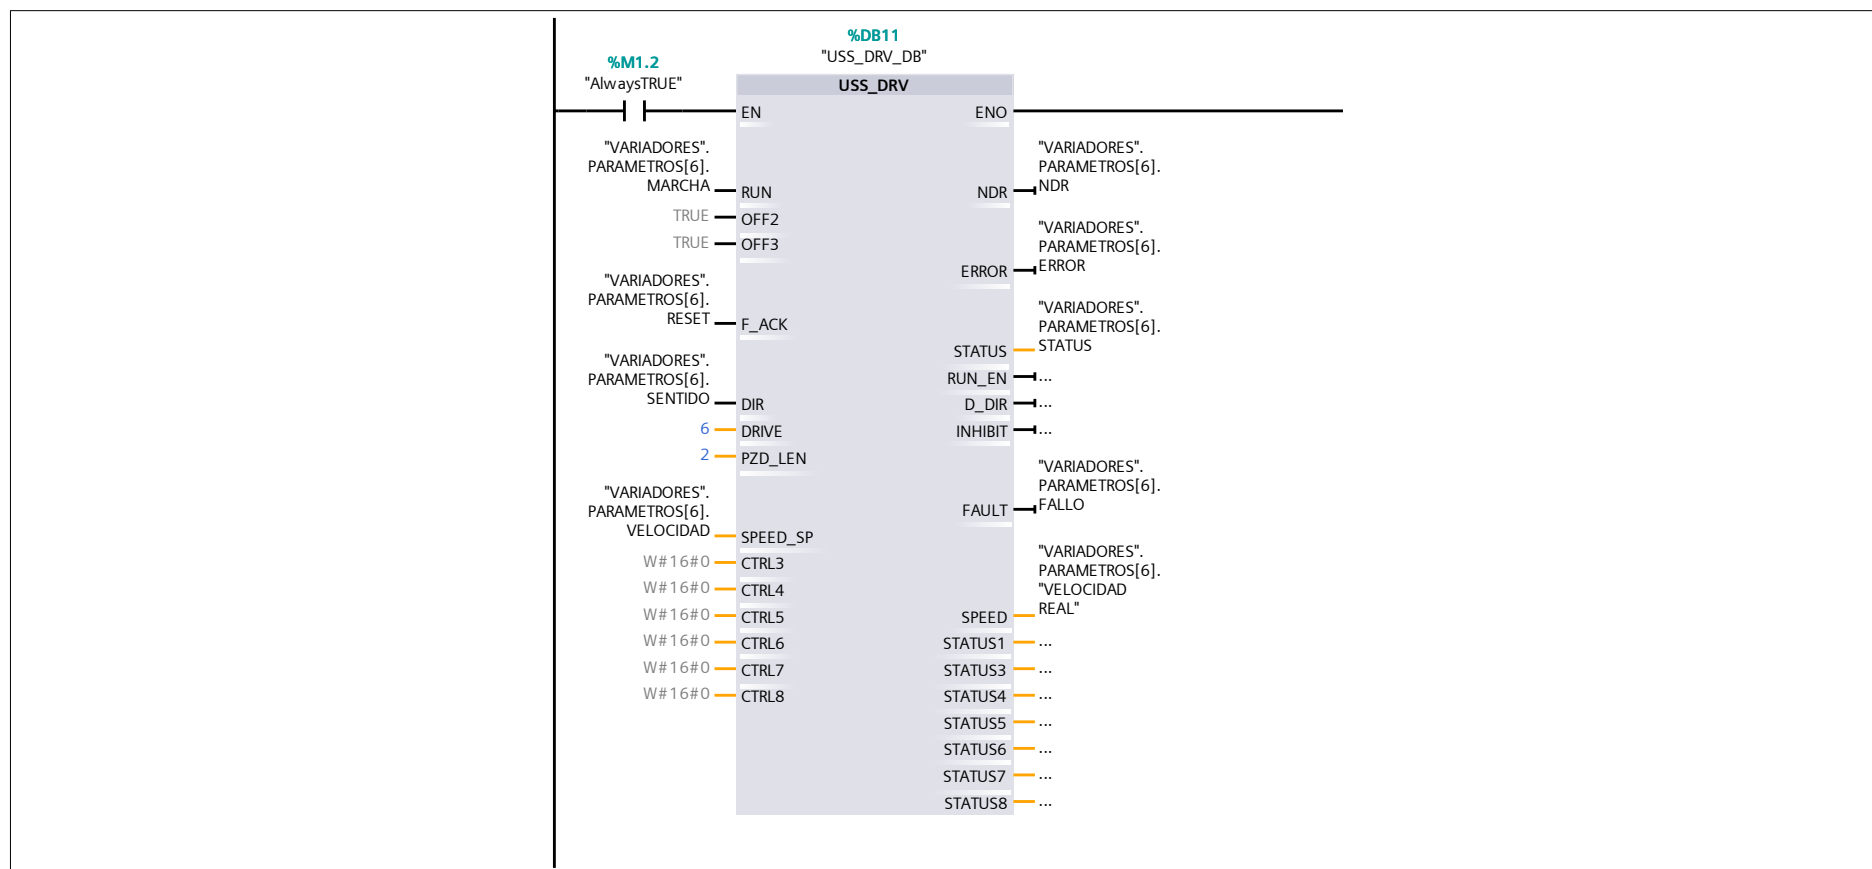 %DB11
"USS_DRV_DB"
%M1.2
"AlwaysTRUE"
USS_DRV
EN
ENO
"VARIADORES".
PARAMETROS[6].
MARCHA
RUN
"VARIADORES".
PARAMETROS[6].
NDR
NDR
TRUE
OFF2
TRUE
OFF3
"VARIADORES".
PARAMETROS[6].
ERROR
ERROR
"VARIADORES".
PARAMETROS[6].
RESET
F_ACK
"VARIADORES".
PARAMETROS[6].
STATUS
STATUS
"VARIADORES".
PARAMETROS[6].
SENTIDO
DIR
RUN_EN
...
D_DIR
...
6
DRIVE
INHIBIT
...
2
PZD_LEN
"VARIADORES".
PARAMETROS[6].
FALLO
FAULT
"VARIADORES".
PARAMETROS[6].
VELOCIDAD
SPEED_SP
W#16#0
CTRL3
W#16#0
CTRL4
W#16#0
CTRL5
"VARIADORES".
PARAMETROS[6].
"VELOCIDAD
REAL"
SPEED
W#16#0
CTRL6
STATUS1
...
W#16#0
CTRL7
STATUS3
...
W#16#0
CTRL8
STATUS4
...
STATUS5
...
STATUS6
...
STATUS7
...
STATUS8
...